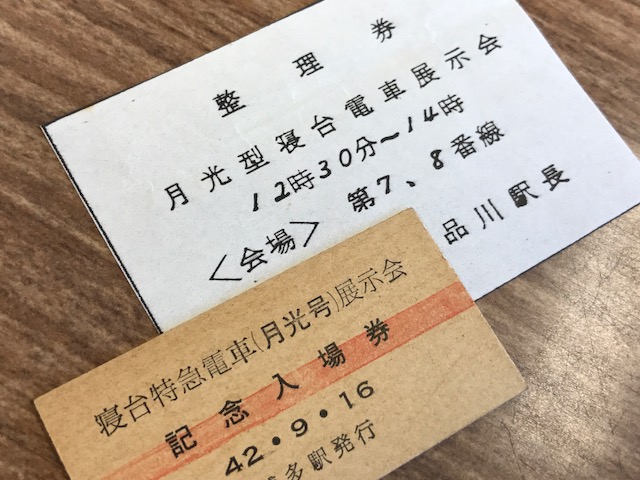 整理券
月光型寝台電車展示会
12時30分～14時
<会場> 第7、8番線
品川駅長
寝台特急電車(月光号)展示会
記念入場券
42・9・16
多駅発行